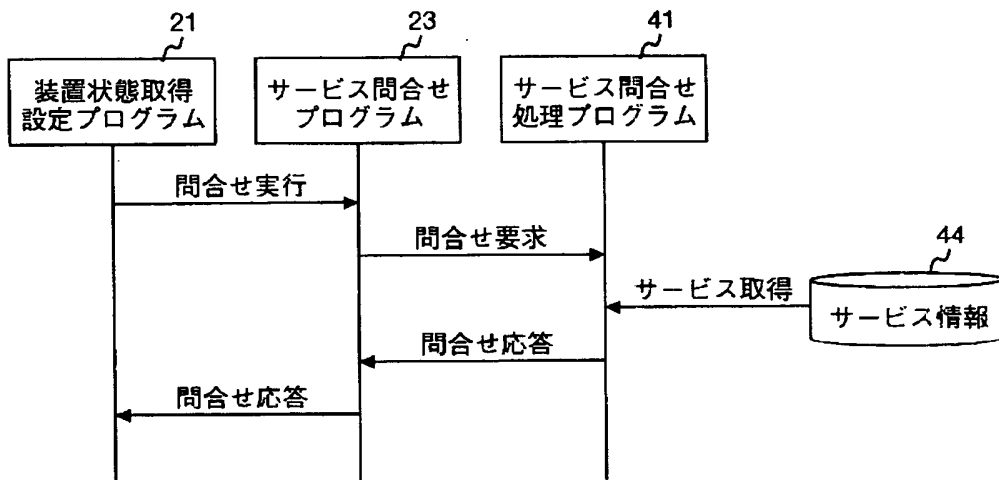 21
23
41
装置状態取得
設定プログラム
サービス問合せ
プログラム
サービス問合せ
処理プログラム
問合せ実行
問合せ要求
44
サービス取得
サービス情報
問合せ応答
問合せ応答